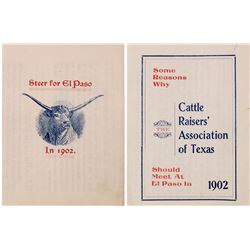 Steer for El Paso
In 1902.
Some
Reasons
Why
Cattle
Raisers'
THE
Association
of Texas
Should
Meet At
El Paso In
1902